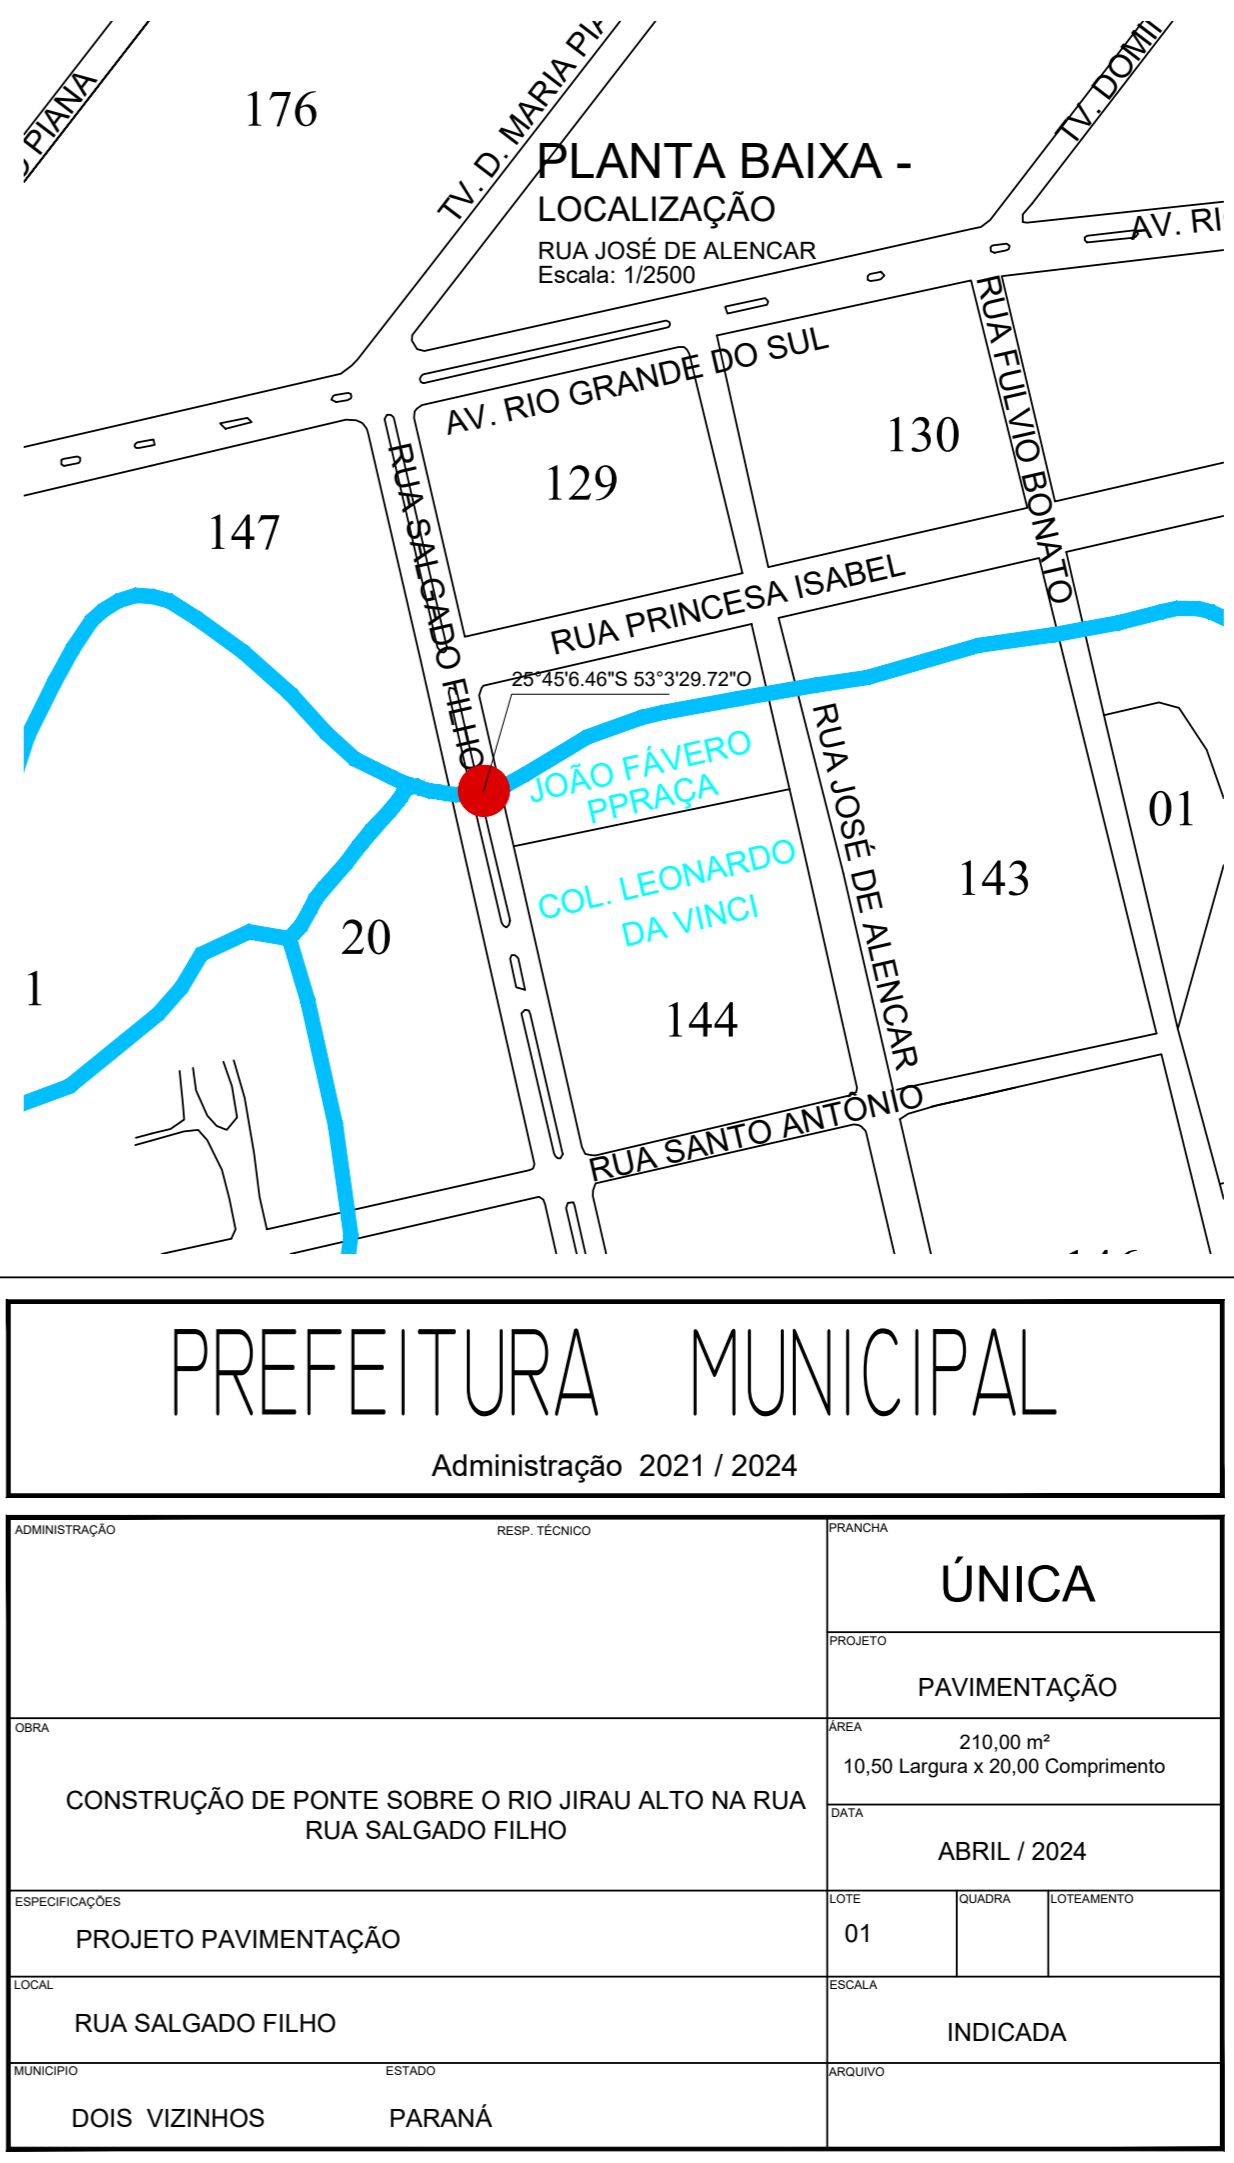 PIANA
176
TV. D. MARIA PIA
TV. DOMI
PLANTA BAIXA -
LOCALIZAÇÃO
RUA JOSÉ DE ALENCAR
Escala: 1/2500
AV. RI
AV. RIO GRANDE DO SUL
RUA FULVIO BONATO
130
129
147
RUA SALGADO FILHO
RUA PRINCESA ISABEL
25°45'6.46"S 53°3'29.72"O
JOÃO FÁVERO
PPRAÇA
RUA JOSÉ DE ALENCAR
01
COL. LEONARDO
DA VINCI
143
20
1
144
RUA SANTO ANTÔNIO
PREFEITURA MUNICIPAL
Administração 2021 / 2024
ADMINISTRAÇÃO
RESP. TÉCNICO
PRANCHA
ÚNICA
PROJETO
PAVIMENTAÇÃO
OBRA
CONSTRUÇÃO DE PONTE SOBRE O RIO JIRAU ALTO NA RUA
RUA SALGADO FILHO
ÁREA
210,00 m²
10,50 Largura x 20,00 Comprimento
DATA
ABRIL / 2024
ESPECIFICAÇÕES
PROJETO PAVIMENTAÇÃO
LOTE
01
QUADRA
LOTEAMENTO
LOCAL
RUA SALGADO FILHO
ESCALA
INDICADA
MUNICIPIO
DOIS VIZINHOS
ESTADO
PARANÁ
ARQUIVO